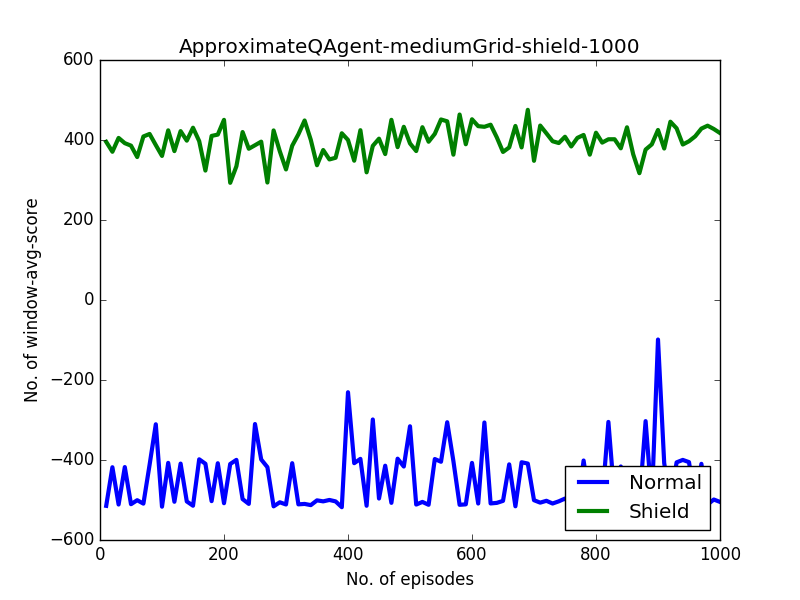 ApproximateQAgent-mediumGrid-shield-1000
600
400
200
0
−200
−400
−600
No. of window-avg-score
Normal
Shield
0 200 400 600 800 1000
No. of episodes